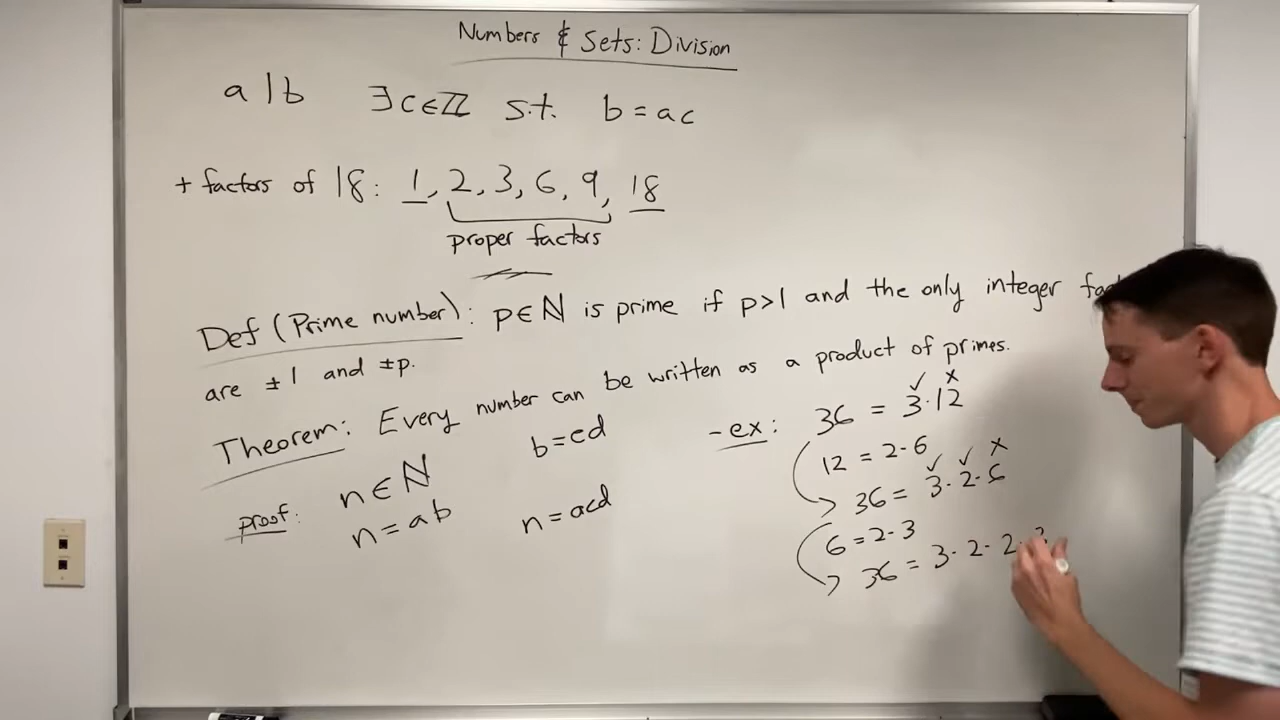 Numbers & Sets: Division
a | b ∃c∈ℤ s.t. b = ac
+ factors of 18: 1, 2, 3, 6, 9, 18
proper factors
Def (Prime number): p∈ℕ is prime if p>1 and the only integer
are ±1 and ±p.
Theorem: Every number can be written as a product of primes.
proof: n∈ℕ b=cd
n=ab n=acd
-ex: 36 = 3·12
12 = 2·6
36 = 3·2·6
6 = 2·3
36 = 3·2·2·